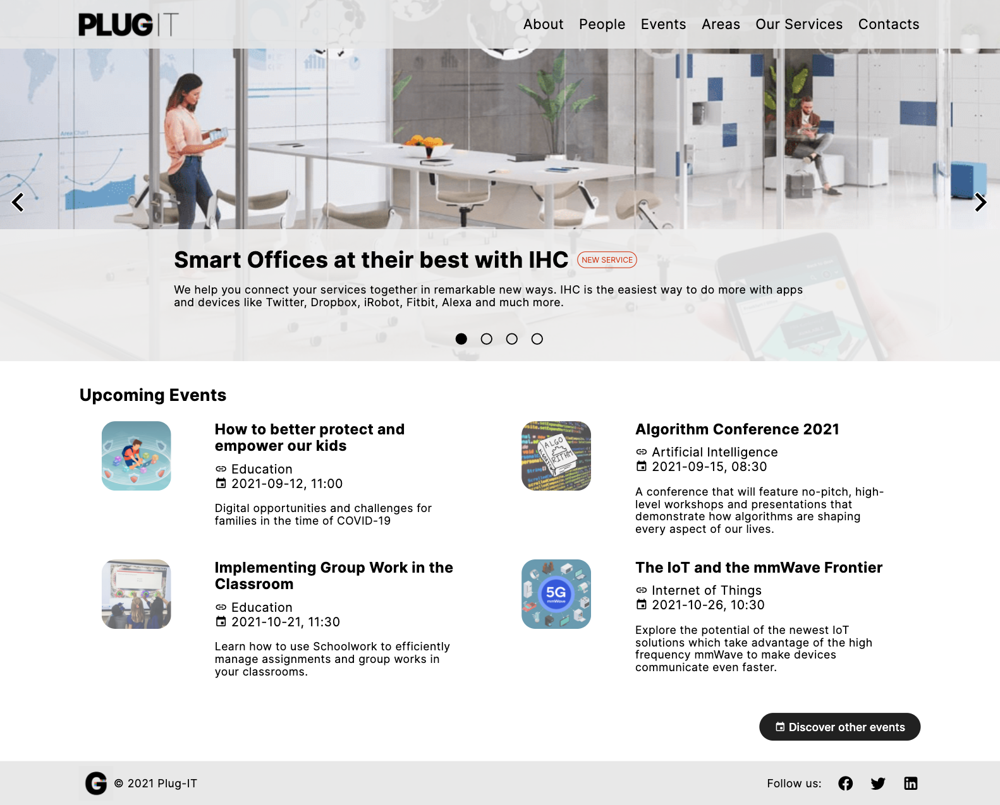 PLUGIT
About People Events Areas Our Services Contacts
Area Chart
Smart Offices at their best with IHC NEW SERVICE
We help you connect your services together in remarkable new ways. IHC is the easiest way to do more with apps
and devices like Twitter, Dropbox, iRobot, Fitbit, Alexa and much more.
Upcoming Events
How to better protect and
empower our kids
Education
2021-09-12, 11:00
Digital opportunities and challenges for
families in the time of COVID-19
ALGO
RITHM
Algorithm Conference 2021
Artificial Intelligence
2021-09-15, 08:30
A conference that will feature no-pitch, high-
level workshops and presentations that
demonstrate how algorithms are shaping
every aspect of our lives.
Implementing Group Work in the
Classroom
Education
2021-10-21, 11:30
Learn how to use Schoolwork to efficiently
manage assignments and group works in
your classrooms.
5G
mmWave
The IoT and the mmWave Frontier
Internet of Things
2021-10-26, 10:30
Explore the potential of the newest IoT
solutions which take advantage of the high
frequency mmWave to make devices
communicate even faster.
Discover other events
G © 2021 Plug-IT
Follow us: